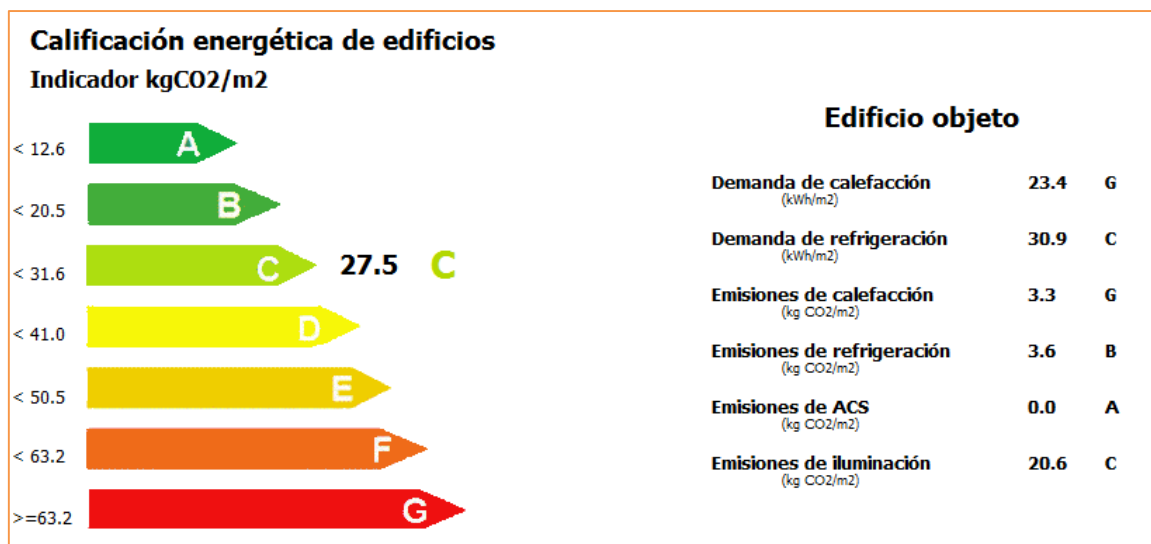 Calificación energética de edificios
Indicador kgCO2/m2
< 12.6 A
< 20.5 B
< 31.6 C 27.5 C
< 41.0 D
< 50.5 E
< 63.2 F
>=63.2 G
Edificio objeto
Demanda de calefacción 23.4 G
(kWh/m2)
Demanda de refrigeración 30.9 C
(kWh/m2)
Emisiones de calefacción 3.3 G
(kg CO2/m2)
Emisiones de refrigeración 3.6 B
(kg CO2/m2)
Emisiones de ACS 0.0 A
(kg CO2/m2)
Emisiones de iluminación 20.6 C
(kg CO2/m2)